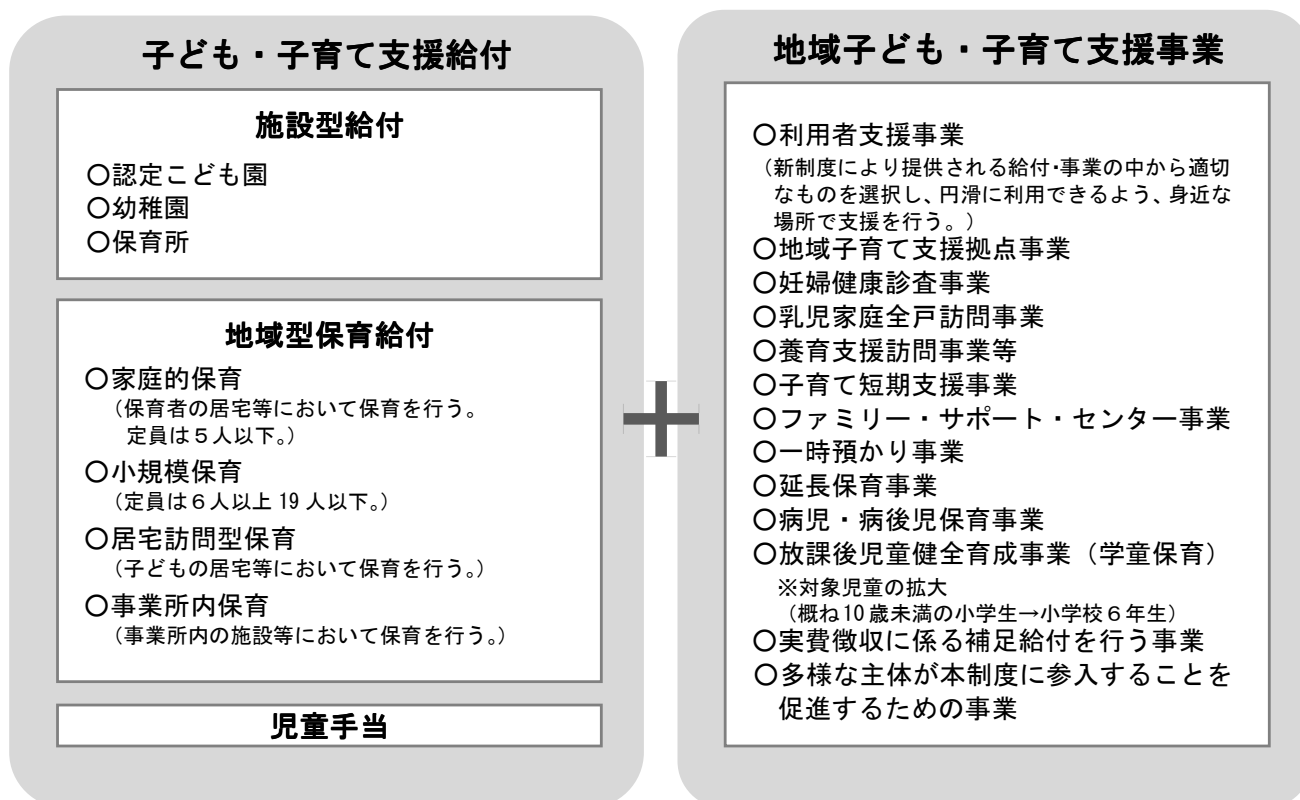 子ども・子育て支援給付
施設型給付
○認定こども園
○幼稚園
○保育所
地域型保育給付
○家庭的保育
（保育者の居宅等において保育を行う。
定員は５人以下。）
○小規模保育
（定員は６人以上 19 人以下。）
○居宅訪問型保育
（子どもの居宅等において保育を行う。）
○事業所内保育
（事業所内の施設等において保育を行う。）
児童手当
＋
地域子ども・子育て支援事業
○利用者支援事業
（新制度により提供される給付･事業の中から適切
なものを選択し、円滑に利用できるよう、身近な
場所で支援を行う。）
○地域子育て支援拠点事業
○妊婦健康診査事業
○乳児家庭全戸訪問事業
○養育支援訪問事業等
○子育て短期支援事業
○ファミリー・サポート・センター事業
○一時預かり事業
○延長保育事業
○病児・病後児保育事業
○放課後児童健全育成事業（学童保育）
※対象児童の拡大
（概ね 10 歳未満の小学生→小学校６年生）
○実費徴収に係る補足給付を行う事業
○多様な主体が本制度に参入することを
促進するための事業